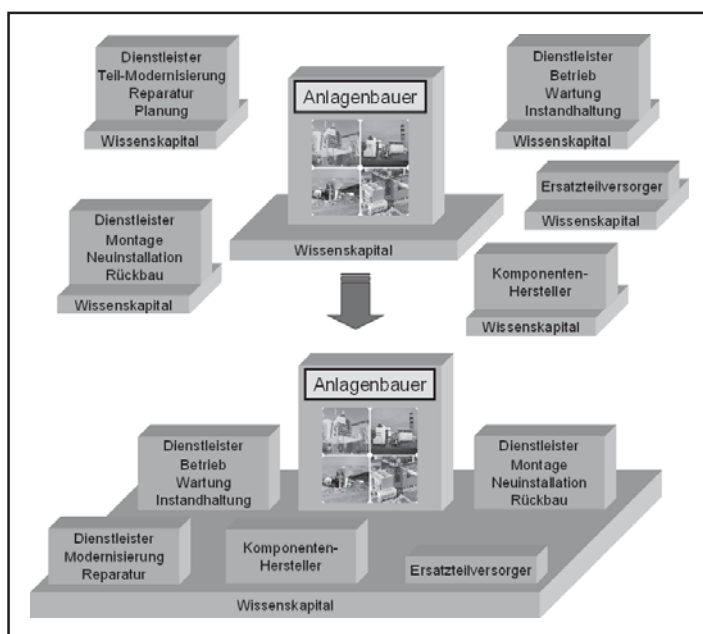 Dienstleister
Teil-Modernisierung
Reparatur
Planung
Wissenskapital
Anlagenbauer
Wissenskapital
Dienstleister
Betrieb
Wartung
Instandhaltung
Wissenskapital
Ersatzteilversorger
Wissenskapital
Dienstleister
Montage
Neuinstallation
Rückbau
Wissenskapital
Komponenten-
Hersteller
Wissenskapital
Anlagenbauer
Dienstleister
Betrieb
Wartung
Instandhaltung
Dienstleister
Montage
Neuinstallation
Rückbau
Dienstleister
Modernisierung
Reparatur
Komponenten-
Hersteller
Ersatzteilversorger
Wissenskapital